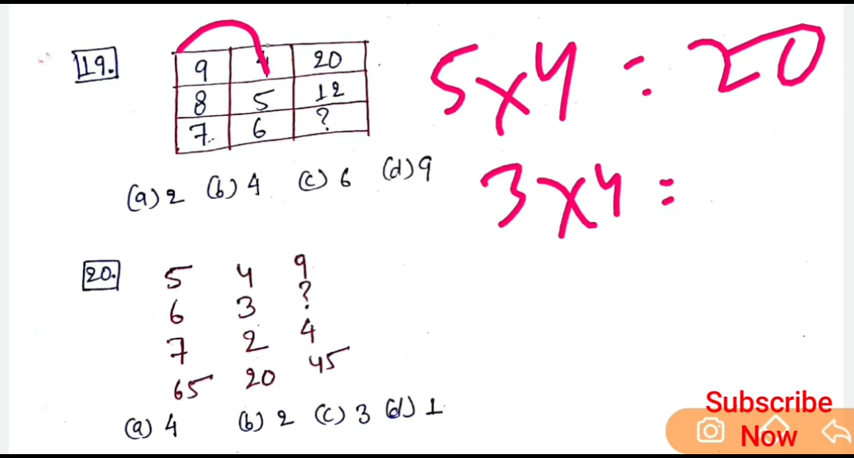 19.
9 20
8 5 12
7 6 ?
(a) 2 (b) 4 (c) 6 (d) 9
5x4 = 20
3x4 =
20.
5 4 9
6 3 ?
7 2 4
65 20 45
(a) 4 (b) 2 (c) 3 (d) 1
Subscribe
Now